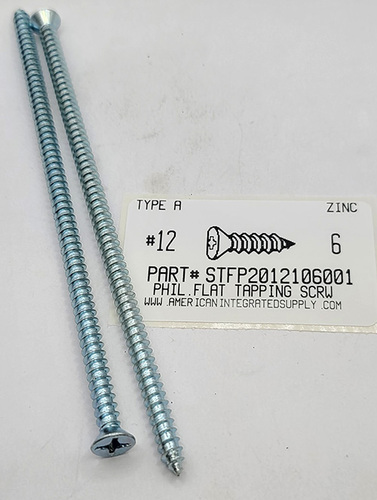 TYPE A ZINC
#12 6
PART# STFP2012106001
PHIL.FLAT TAPPING SCRW
WWW.AMERICANINTEGRATEDSUPPLY.COM